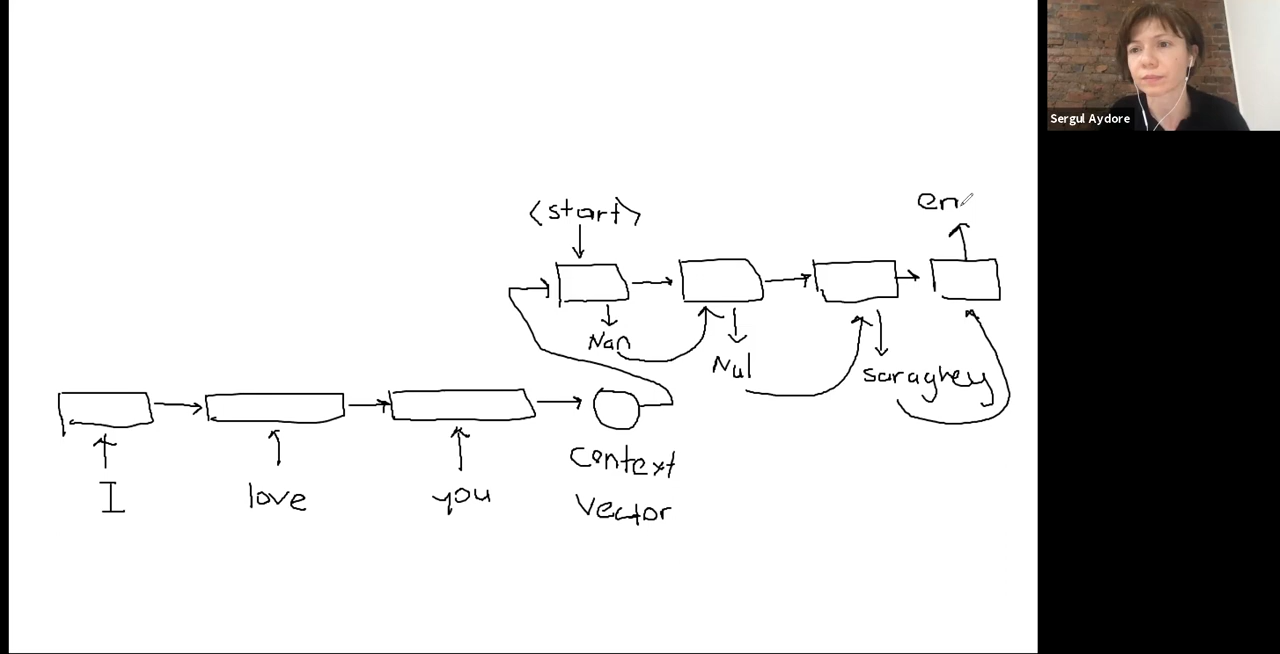 Sergul Aydore
<start>
en
Nan
Nul
saraghey
context
vector
I
love
you